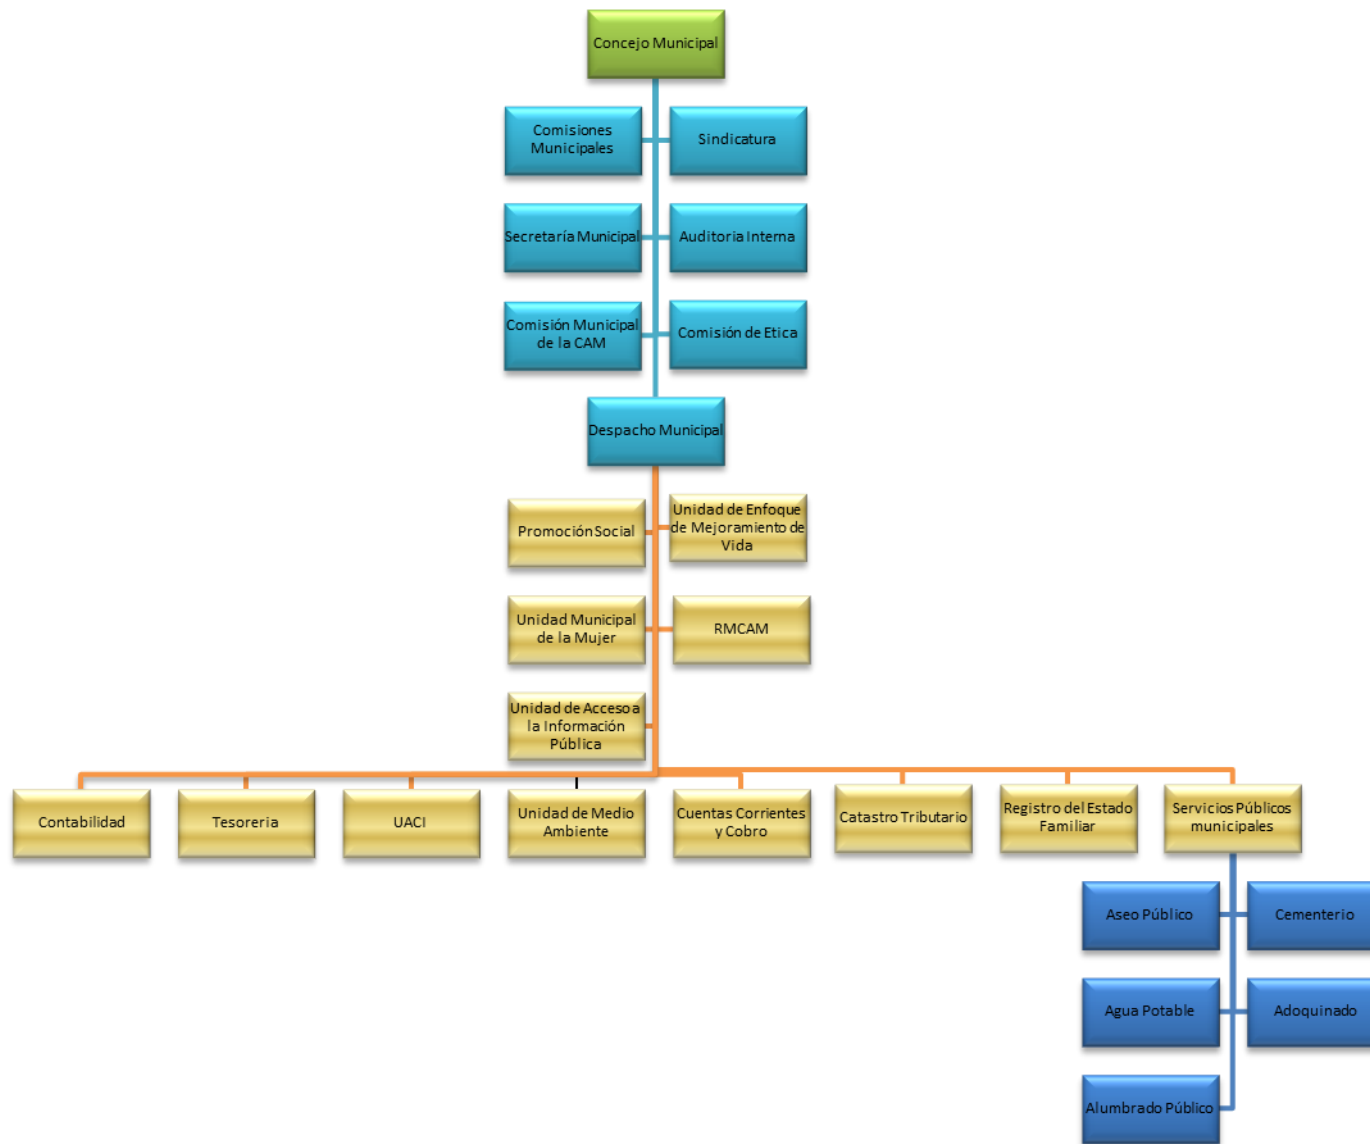 Concejo Municipal
Comisiones
Municipales
Sindicatura
Secretaría Municipal
Auditoria Interna
Comisión Municipal
de la CAM
Comisión de Etica
Despacho Municipal
Promoción Social
Unidad de Enfoque
de Mejoramiento de
Vida
Unidad Municipal
de la Mujer
RMCAM
Unidad de Acceso a
la Información
Pública
Contabilidad
Tesoreria
UACI
Unidad de Medio
Ambiente
Cuentas Corrientes
y Cobro
Catastro Tributario
Registro del Estado
Familiar
Servicios Públicos
municipales
Aseo Público
Cementerio
Agua Potable
Adoquinado
Alumbrado Público